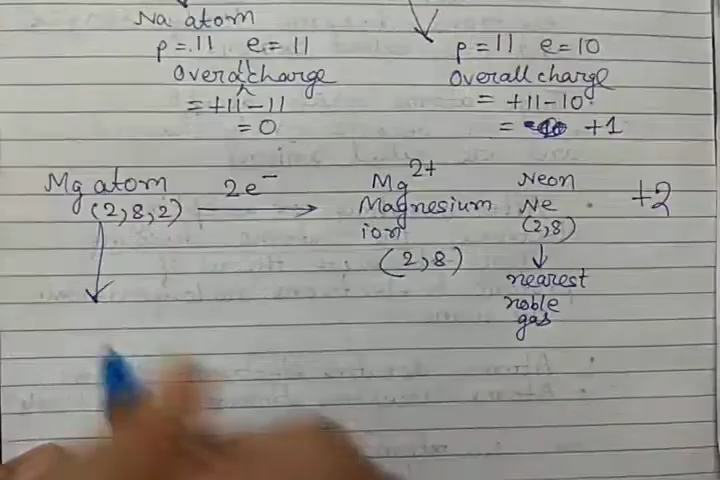 Na atom
p = 11 e = 11
Overall charge
= +11 - 11
= 0
p = 11 e = 10
Overall charge
= +11 - 10
= +1
Mg atom
(2,8,2)
2e⁻
Mg²⁺
Magnesium
ion
(2,8)
Neon
Ne
(2,8)
nearest
noble
gas
+2